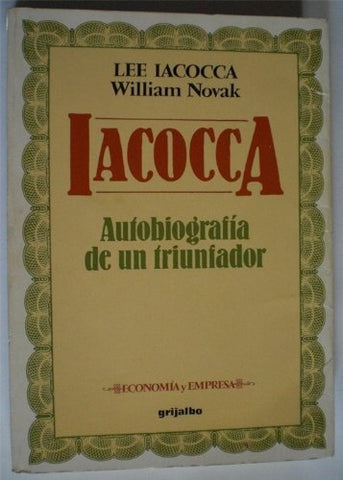 LEE IACOCCA
William Novak
IACOCCA
Autobiografía
de un triunfador
ECONOMÍA y EMPRESA
grijalbo